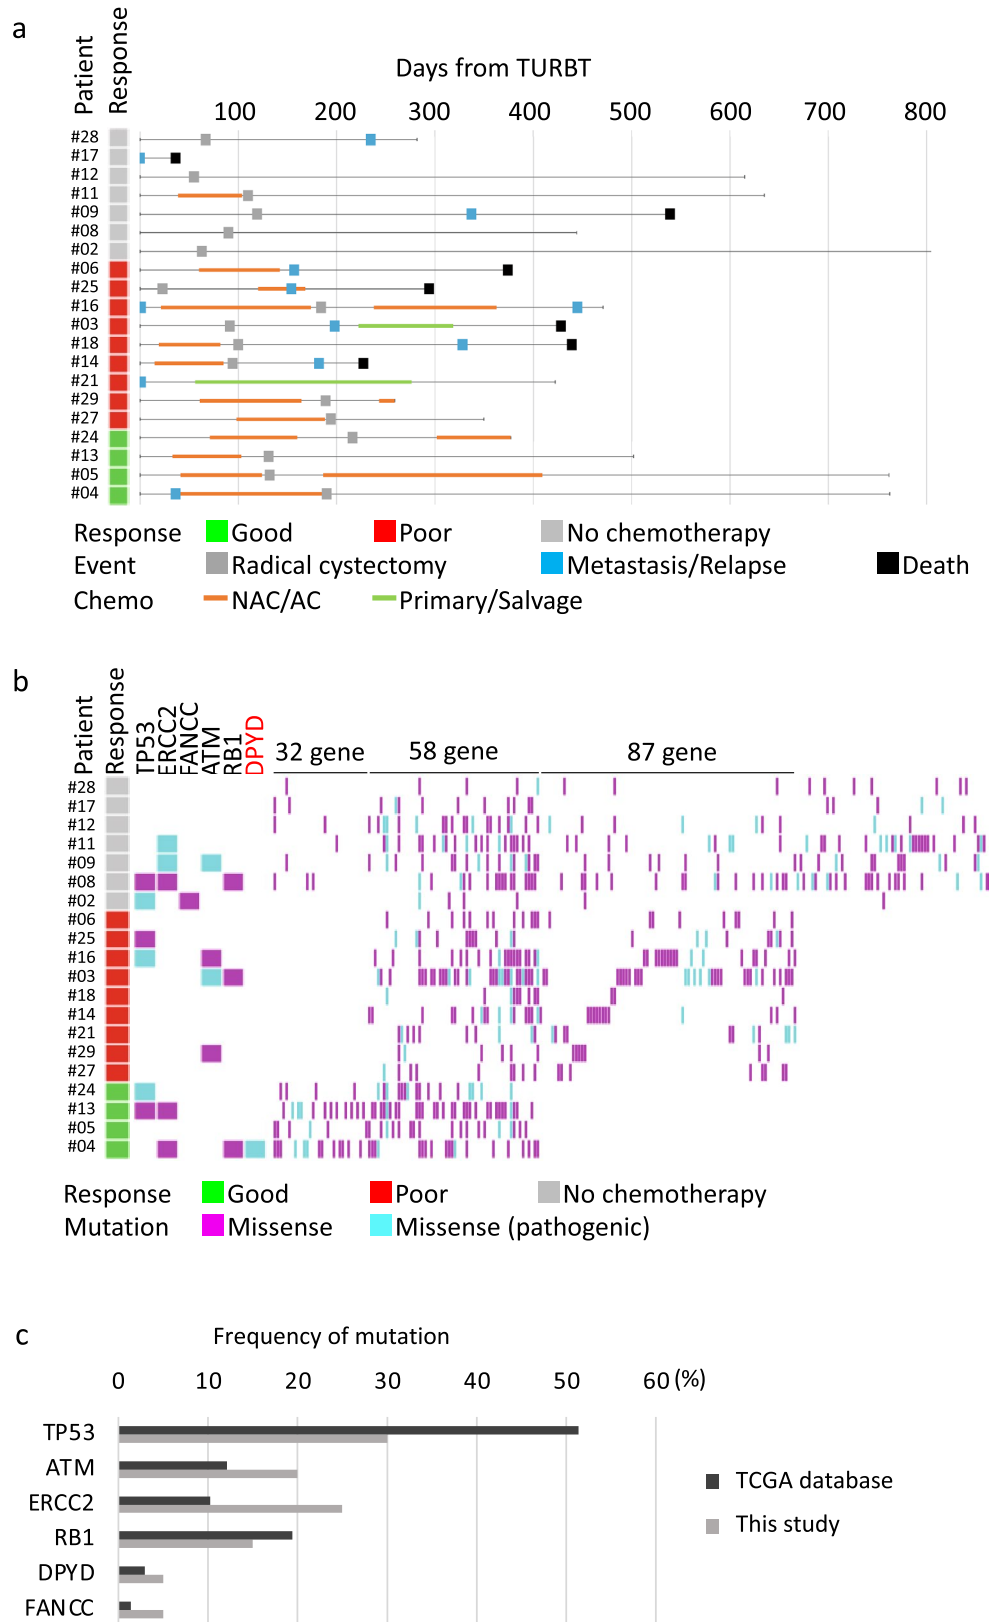 a
Patient
Response
Days from TURBT
100 200 300 400 500 600 700 800
#28
#17
#12
#11
#09
#08
#02
#06
#25
#16
#03
#18
#14
#21
#29
#27
#24
#13
#05
#04
Response Good Poor No chemotherapy
Event Radical cystectomy Metastasis/Relapse Death
Chemo NAC/AC Primary/Salvage
b
Patient
Response
TP53
ERCC2
FANCC
ATM
RB1
DPYD
32 gene 58 gene 87 gene
#28
#17
#12
#11
#09
#08
#02
#06
#25
#16
#03
#18
#14
#21
#29
#27
#24
#13
#05
#04
Response Good Poor No chemotherapy
Mutation Missense Missense (pathogenic)
c
Frequency of mutation
0 10 20 30 40 50 60 (%)
TP53
ATM
ERCC2
RB1
DPYD
FANCC
TCGA database
This study